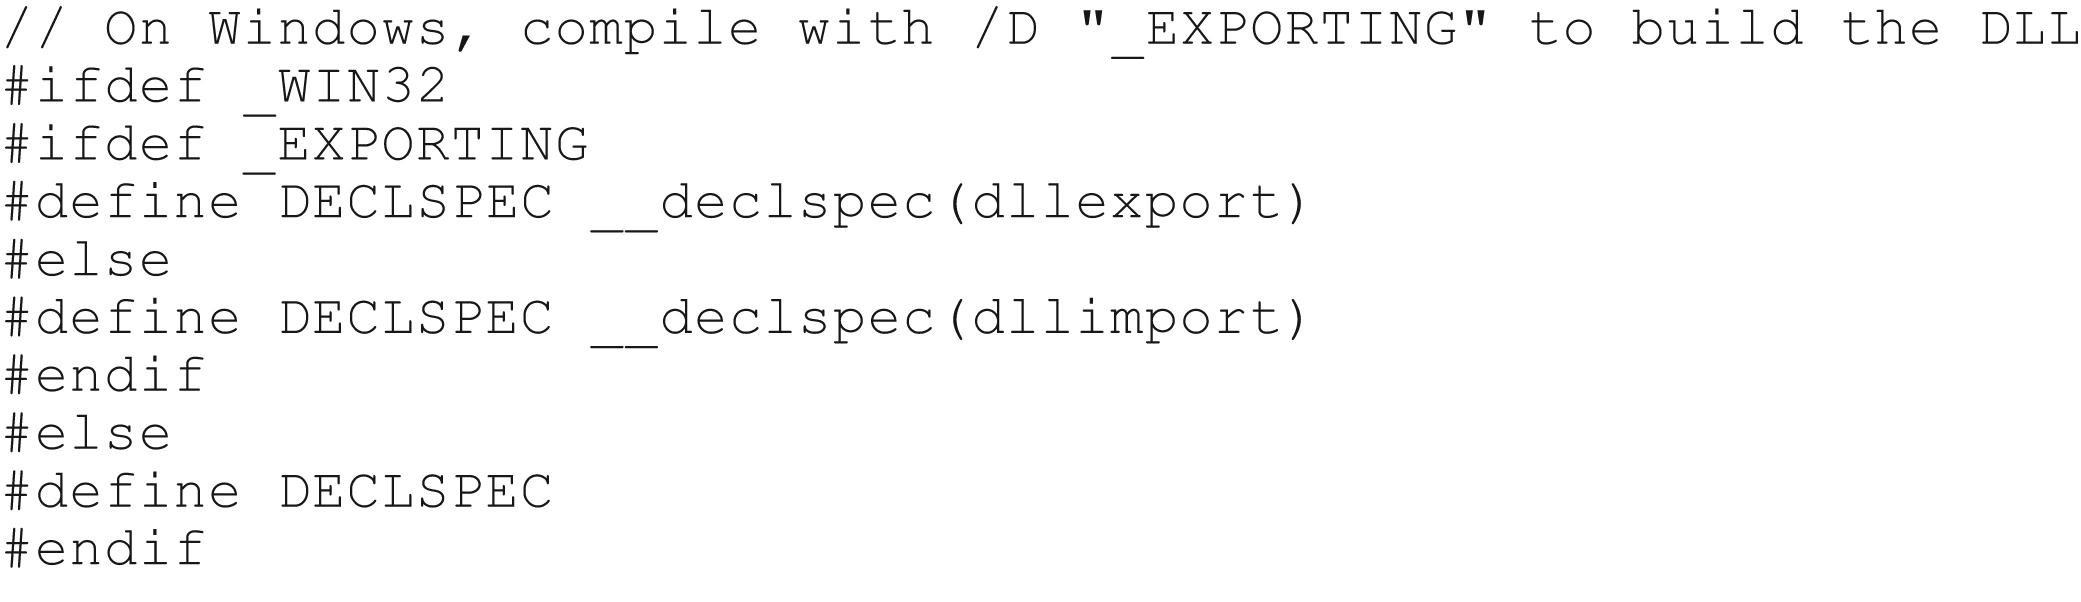 // On Windows, compile with /D "_EXPORTING" to build the DLL
#ifdef _WIN32
#ifdef _EXPORTING
#define DECLSPEC __declspec(dllexport)
#else
#define DECLSPEC __declspec(dllimport)
#endif
#else
#define DECLSPEC
#endif